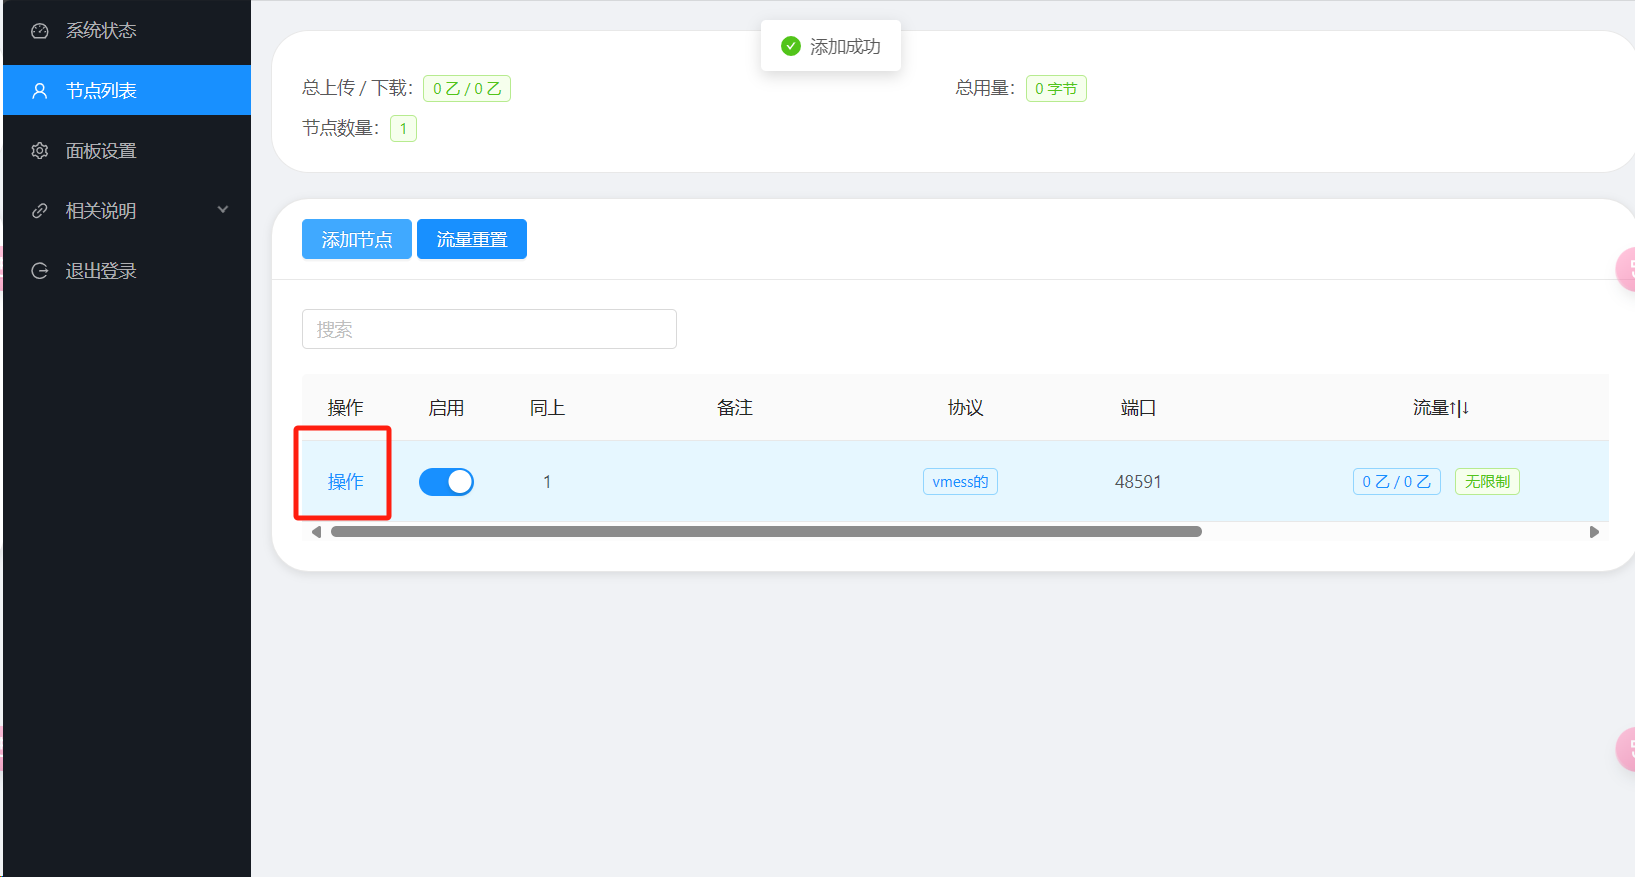 系统状态
节点列表
面板设置
相关说明
退出登录
添加成功
总上传 / 下载： 0 乙 / 0 乙
总用量： 0 字节
节点数量： 1
添加节点 流量重置
搜索
操作 启用 同上 备注 协议 端口 流量↑|↓
操作 1 vmess的 48591 0 乙 / 0 乙 无限制